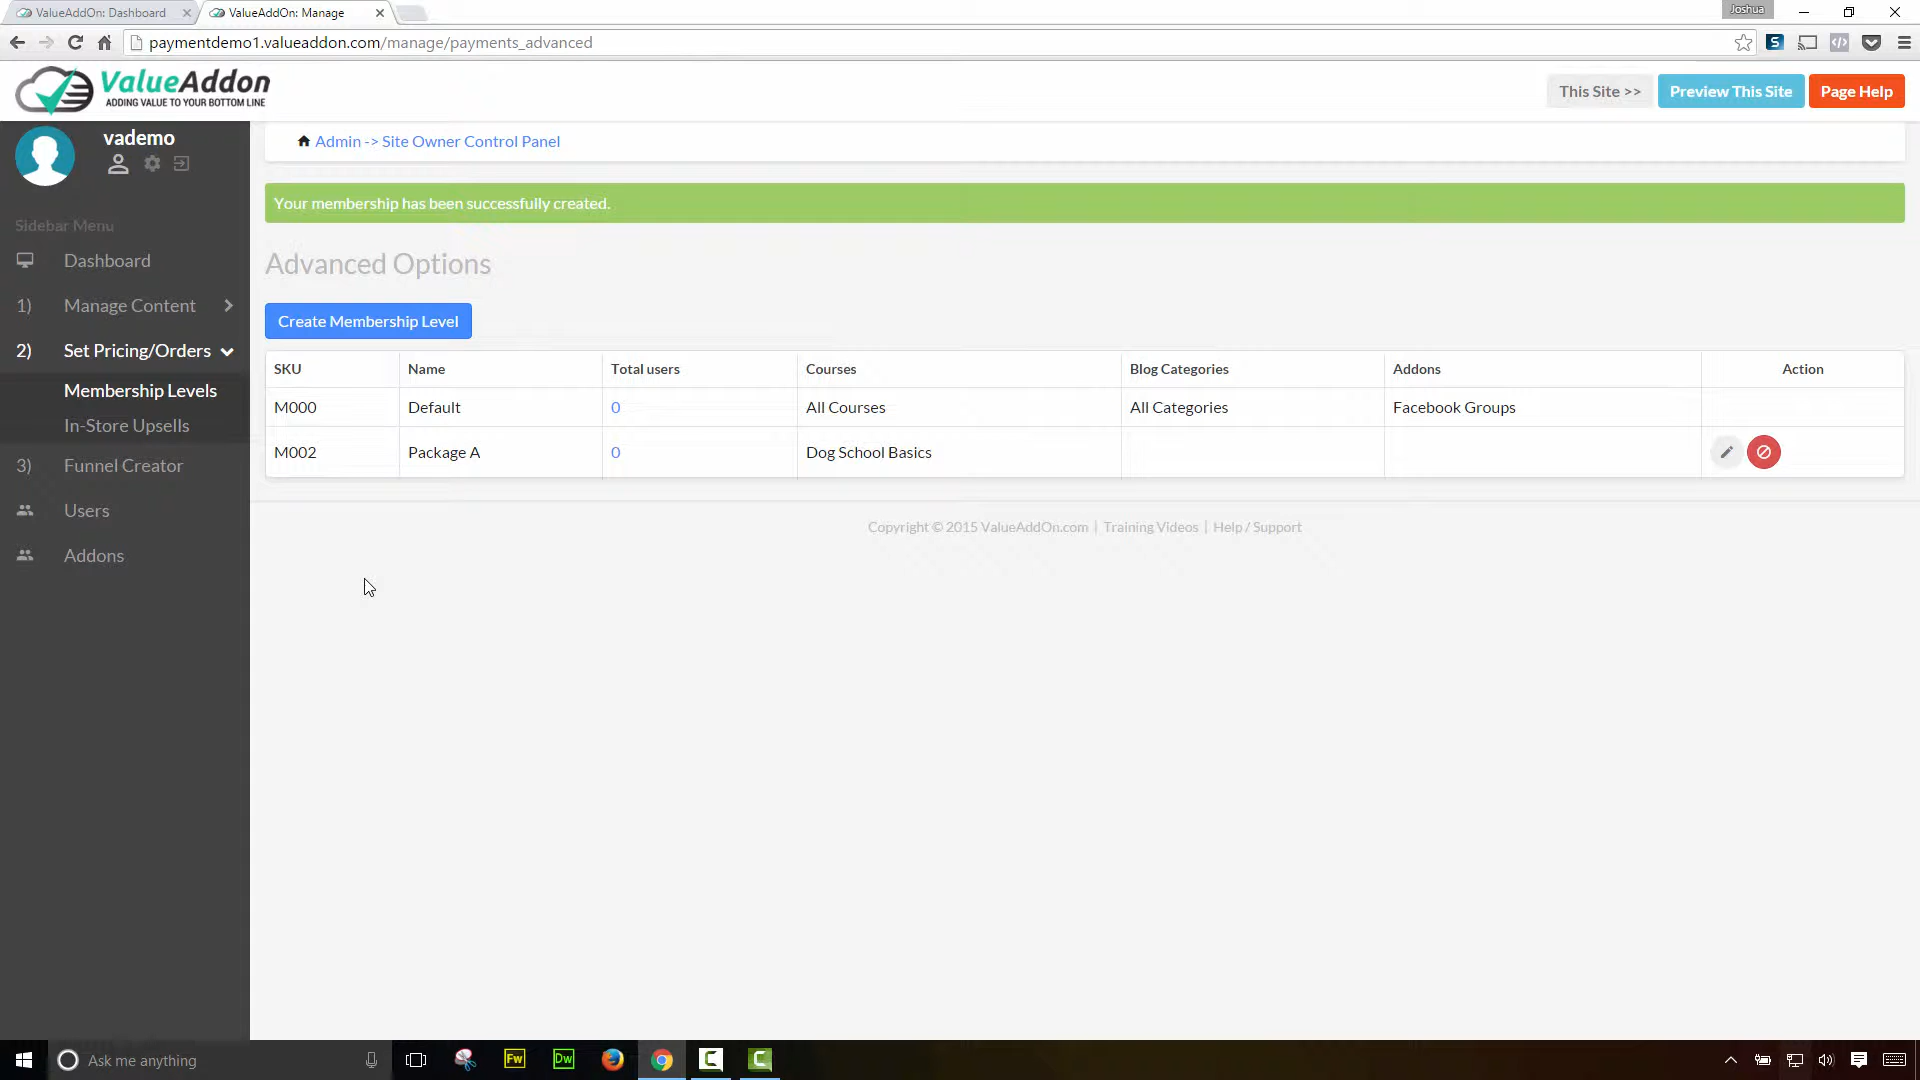 ValueAddOn: Dashboard
ValueAddOn: Manage
Joshua
paymentdemo1.valueaddon.com/manage/payments_advanced
ValueAddon
ADDING VALUE TO YOUR BOTTOM LINE
This Site >>
Preview This Site
Page Help
vademo
Admin -> Site Owner Control Panel
Your membership has been successfully created.
Sidebar Menu
Dashboard
1) Manage Content
2) Set Pricing/Orders
Membership Levels
In-Store Upsells
3) Funnel Creator
Users
Addons
Advanced Options
Create Membership Level
SKU Name Total users Courses Blog Categories Addons Action
M000 Default 0 All Courses All Categories Facebook Groups
M002 Package A 0 Dog School Basics
Copyright © 2015 ValueAddOn.com | Training Videos | Help / Support
Ask me anything
Fw
Dw